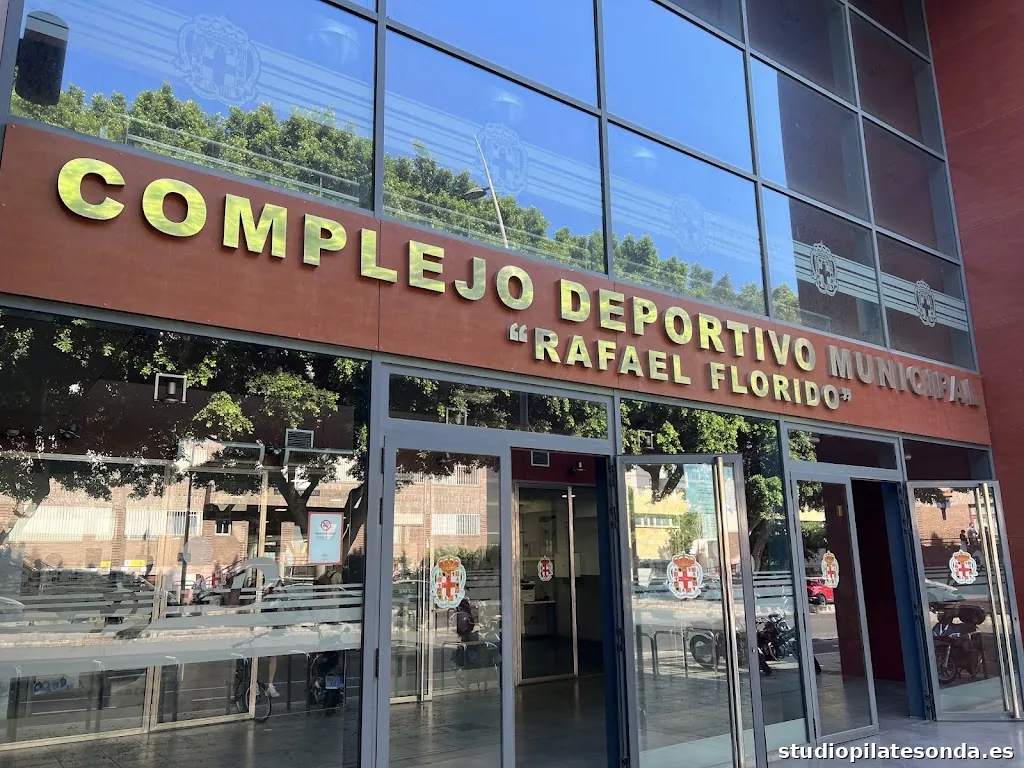 COMPLEJO DEPORTIVO MUNICIPAL
“RAFAEL FLORIDO”
studiopilatesonda.es